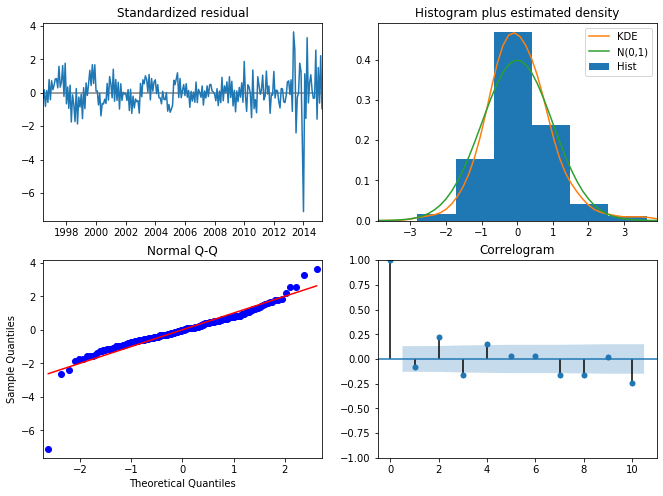 Standardized residual
4
2
0
−2
−4
−6
1998 2000 2002 2004 2006 2008 2010 2012 2014
Histogram plus estimated density
KDE
N(0,1)
Hist
0.4
0.3
0.2
0.1
0.0
−3 −2 −1 0 1 2 3
Normal Q-Q
Sample Quantiles
4
2
0
−2
−4
−6
−2 −1 0 1 2
Theoretical Quantiles
Correlogram
1.00
0.75
0.50
0.25
0.00
−0.25
−0.50
−0.75
−1.00
0 2 4 6 8 10